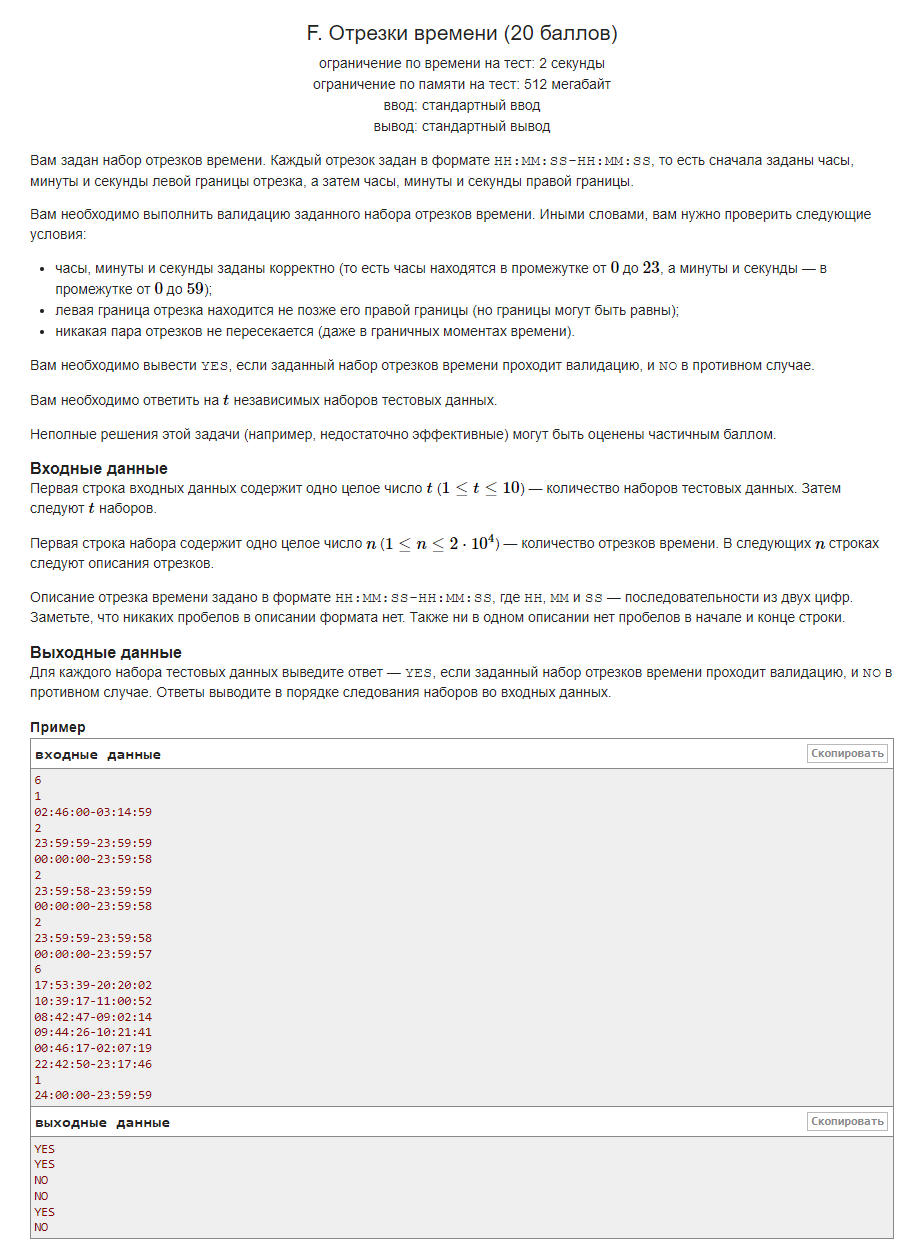 F. Отрезки времени (20 баллов)
ограничение по времени на тест: 2 секунды
ограничение по памяти на тест: 512 мегабайт
ввод: стандартный ввод
вывод: стандартный вывод
Вам задан набор отрезков времени. Каждый отрезок задан в формате HH:MM:SS-HH:MM:SS, то есть сначала заданы часы,
минуты и секунды левой границы отрезка, а затем часы, минуты и секунды правой границы.
Вам необходимо выполнить валидацию заданного набора отрезков времени. Иными словами, вам нужно проверить следующие
условия:
• часы, минуты и секунды заданы корректно (то есть часы находятся в промежутке от 0 до 23, а минуты и секунды — в
промежутке от 0 до 59);
• левая граница отрезка находится не позже его правой границы (но границы могут быть равны);
• никакая пара отрезков не пересекается (даже в граничных моментах времени).
Вам необходимо вывести YES, если заданный набор отрезков времени проходит валидацию, и NO в противном случае.
Вам необходимо ответить на t независимых наборов тестовых данных.
Неполные решения этой задачи (например, недостаточно эффективные) могут быть оценены частичным баллом.
Входные данные
Первая строка входных данных содержит одно целое число t (1 ≤ t ≤ 10) — количество наборов тестовых данных. Затем
следуют t наборов.
Первая строка набора содержит одно целое число n (1 ≤ n ≤ 2 · 10⁴) — количество отрезков времени. В следующих n строках
следуют описания отрезков.
Описание отрезка времени задано в формате HH:MM:SS-HH:MM:SS, где HH, MM и SS — последовательности из двух цифр.
Заметьте, что никаких пробелов в описании формата нет. Также ни в одном описании нет пробелов в начале и конце строки.
Выходные данные
Для каждого набора тестовых данных выведите ответ — YES, если заданный набор отрезков времени проходит валидацию, и NO в
противном случае. Ответы выводите в порядке следования наборов во входных данных.
Пример
входные данные Скопировать
6
1
02:46:00-03:14:59
2
23:59:59-23:59:59
00:00:00-23:59:58
2
23:59:58-23:59:59
00:00:00-23:59:58
2
23:59:59-23:59:58
00:00:00-23:59:57
6
17:53:39-20:20:02
10:39:17-11:00:52
08:42:47-09:02:14
09:44:26-10:21:41
00:46:17-02:07:19
22:42:50-23:17:46
1
24:00:00-23:59:59
выходные данные Скопировать
YES
YES
NO
NO
YES
NO